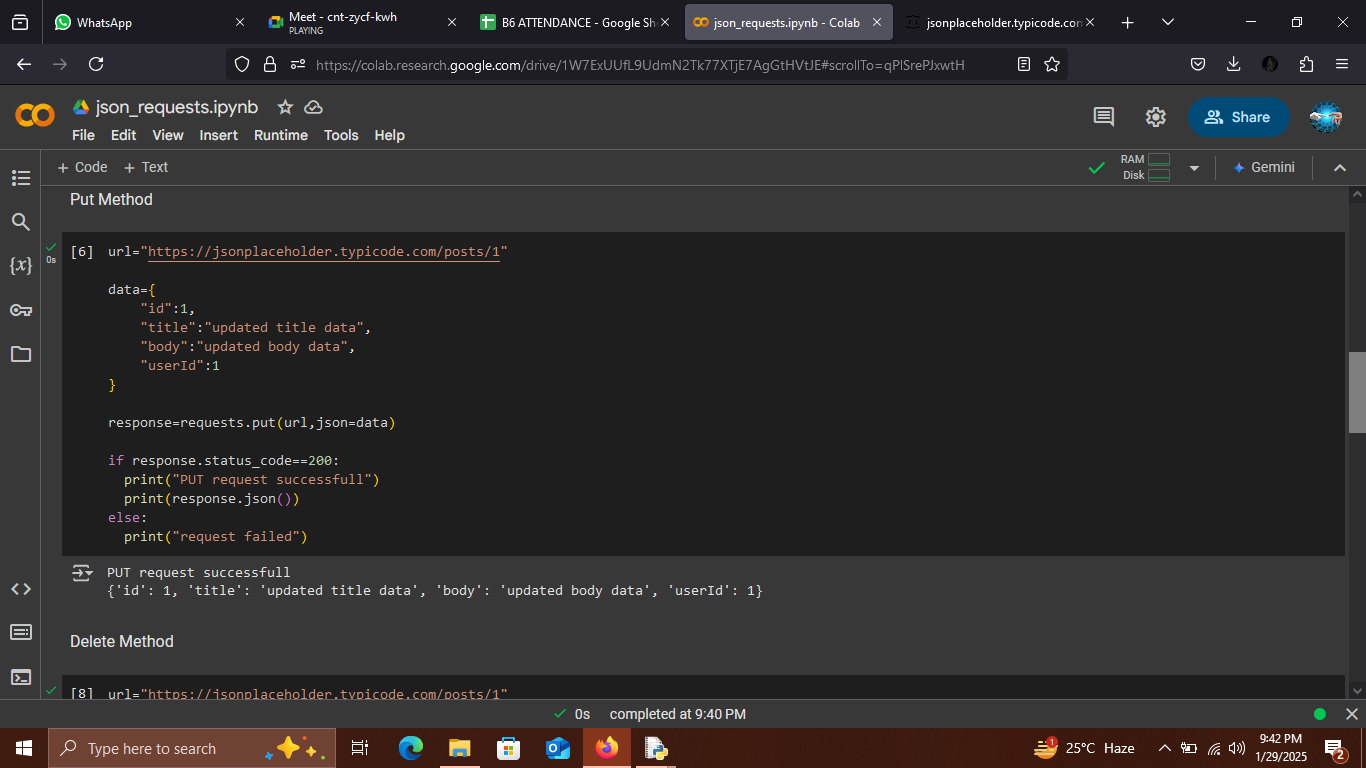 WhatsApp
Meet - cnt-zycf-kwh
PLAYING
B6 ATTENDANCE - Google Sh
json_requests.ipynb - Colab
jsonplaceholder.typicode.con
https://colab.research.google.com/drive/1W7ExUUfL9UdmN2Tk77XTjE7AgGtHVtJE#scrollTo=qPlSrePJxwtH
json_requests.ipynb
File Edit View Insert Runtime Tools Help
Share
+ Code + Text
RAM
Disk
Gemini
Put Method
[6] url="https://jsonplaceholder.typicode.com/posts/1"
0s
data={
"id":1,
"title":"updated title data",
"body":"updated body data",
"userId":1
}
response=requests.put(url,json=data)
if response.status_code==200:
print("PUT request successfull")
print(response.json())
else:
print("request failed")
PUT request successfull
{'id': 1, 'title': 'updated title data', 'body': 'updated body data', 'userId': 1}
Delete Method
[8] url="https://jsonplaceholder.typicode.com/posts/1"
0s completed at 9:40 PM
Type here to search
1
25°C Haze
9:42 PM
1/29/2025
2